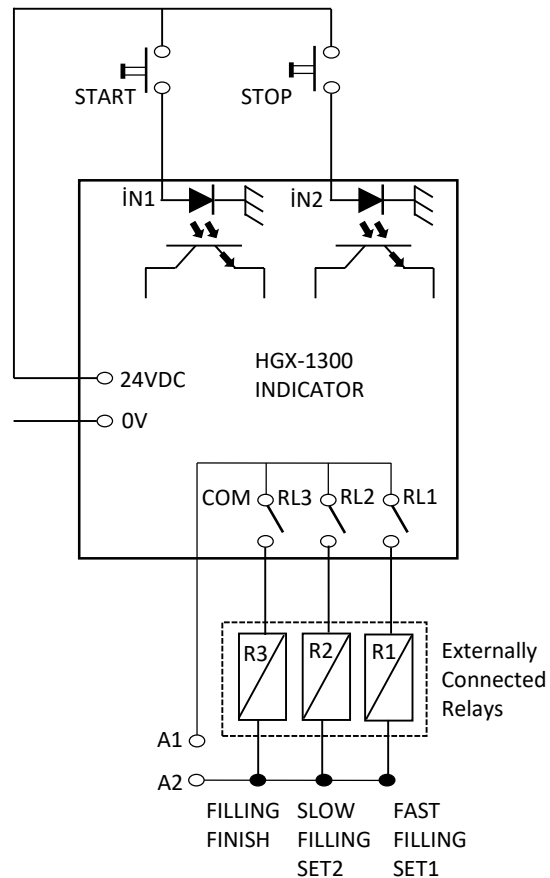 START
STOP
İN1
İN2
HGX-1300
INDICATOR
24VDC
0V
COM
RL3
RL2
RL1
R3
R2
R1
Externally
Connected
Relays
A1
A2
FILLING
FINISH
SLOW
FILLING
SET2
FAST
FILLING
SET1